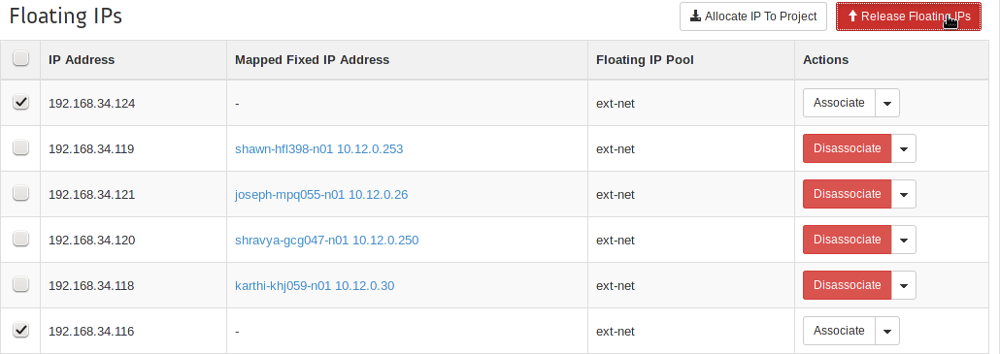 Floating IPs
Allocate IP To Project
Release Floating IPs
IP Address Mapped Fixed IP Address Floating IP Pool Actions
192.168.34.124 - ext-net Associate
192.168.34.119 shawn-hfl398-n01 10.12.0.253 ext-net Disassociate
192.168.34.121 joseph-mpq055-n01 10.12.0.26 ext-net Disassociate
192.168.34.120 shravya-gcg047-n01 10.12.0.250 ext-net Disassociate
192.168.34.118 karthi-khj059-n01 10.12.0.30 ext-net Disassociate
192.168.34.116 - ext-net Associate